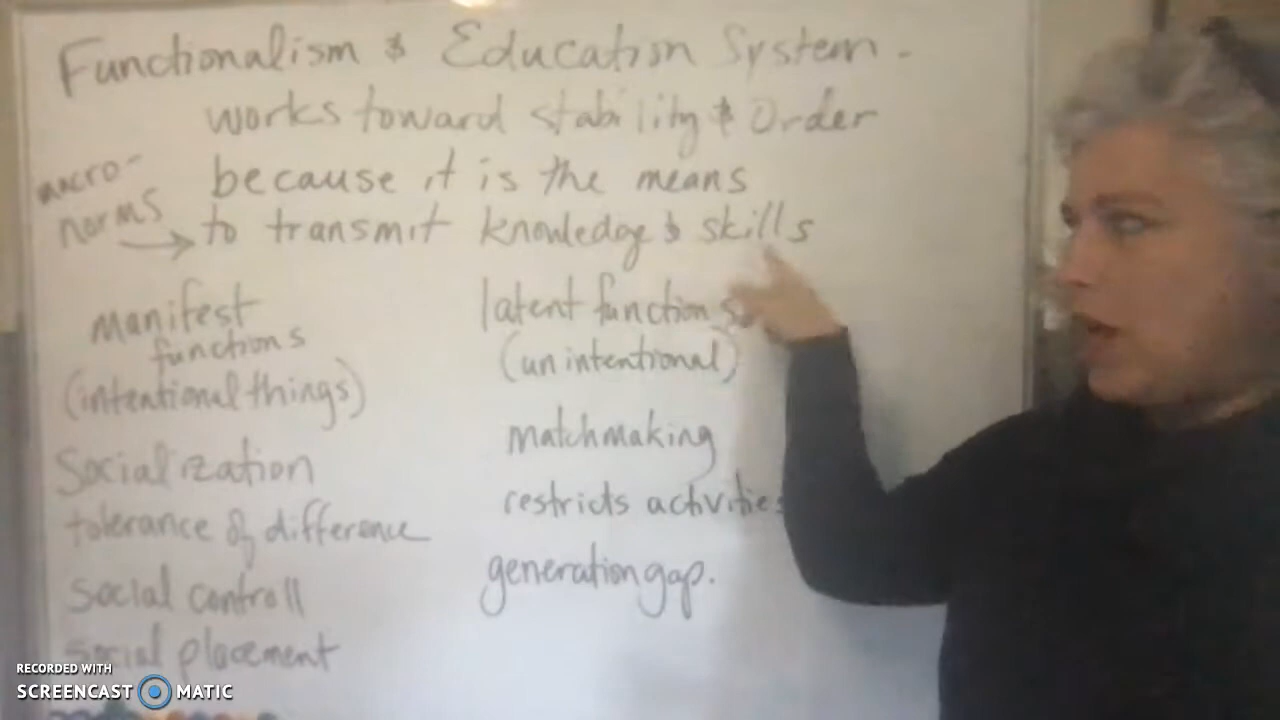 Functionalism & Education System -
works toward stability & Order
because it is the means
to transmit knowledge & skills
macro-
norms
manifest
functions
(intentional things)
Socialization
tolerance of difference
social controll
social placement
latent functions
(unintentional)
matchmaking
restricts activities
generation gap.
RECORDED WITH
SCREENCAST MATIC